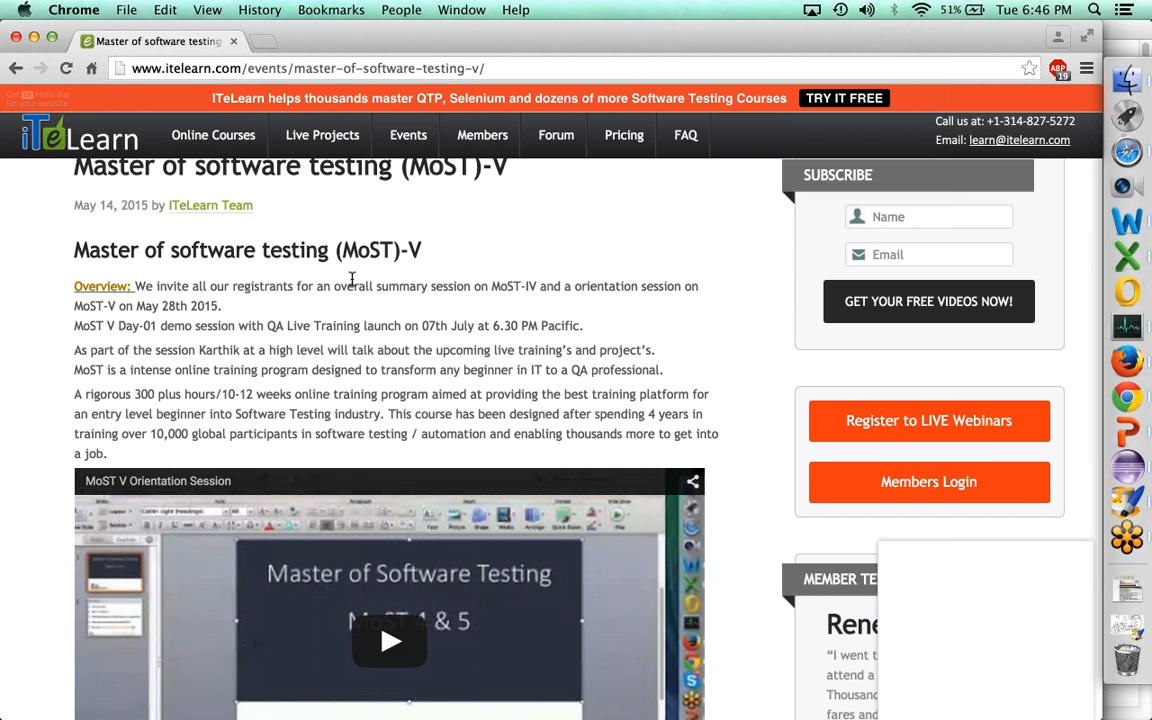 Chrome File Edit View History Bookmarks People Window Help 51% Tue 6:46 PM
Master of software testing
www.itelearn.com/events/master-of-software-testing-v/
ABP
19
Hello Bar
for your website
ITeLearn helps thousands master QTP, Selenium and dozens of more Software Testing Courses TRY IT FREE
iTeLearn
Online Courses Live Projects Events Members Forum Pricing FAQ
Call us at: +1-314-827-5272
Email: learn@itelearn.com
Master of software testing (MoST)-V
May 14, 2015 by ITeLearn Team
Master of software testing (MoST)-V
Overview: We invite all our registrants for an overall summary session on MoST-IV and a orientation session on
MoST-V on May 28th 2015.
MoST V Day-01 demo session with QA Live Training launch on 07th July at 6.30 PM Pacific.
As part of the session Karthik at a high level will talk about the upcoming live training's and project's.
MoST is a intense online training program designed to transform any beginner in IT to a QA professional.
A rigorous 300 plus hours/10-12 weeks online training program aimed at providing the best training platform for
an entry level beginner into Software Testing industry. This course has been designed after spending 4 years in
training over 10,000 global participants in software testing / automation and enabling thousands more to get into
a job.
MoST V Orientation Session
Master of Software Testing
MoST 4 & 5
SUBSCRIBE
Name
Email
GET YOUR FREE VIDEOS NOW!
Register to LIVE Webinars
Members Login
MEMBER TE
Rene
"I went t
attend a
Thousand
fares and